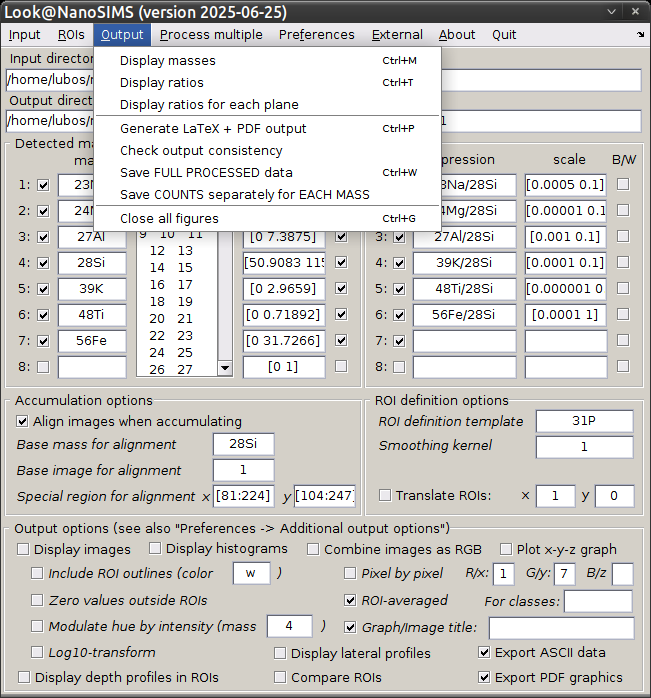 Look@NanoSIMS (version 2025-06-25)
Input ROIs Output Process multiple Preferences External About Quit
Input director
/home/lubos/n
Output direct
/home/lubos/n 1
Display masses Ctrl+M
Display ratios Ctrl+T
Display ratios for each plane
Generate LaTeX + PDF output Ctrl+P
Check output consistency
Save FULL PROCESSED data Ctrl+W
Save COUNTS separately for EACH MASS
Close all figures Ctrl+G
Detected ma
ma pression scale B/W
1: 23N 3Na/28Si [0.0005 0.1]
2: 24M 4Mg/28Si [0.00001 0.1
3: 27Al 9 10 11 [0 7.3875] 3: 27Al/28Si [0.001 0.1]
12 13
4: 28Si 14 15 [50.9083 115 4: 39K/28Si [0.0001 0.1]
16 17
5: 39K 18 19 [0 2.9659] 5: 48Ti/28Si [0.000001 0
6: 48Ti 20 21 [0 0.71892] 6: 56Fe/28Si [0.0001 1]
22 23
7: 56Fe 24 25 [0 31.7266] 7:
8: 26 27 [0 1] 8:
Accumulation options
Align images when accumulating
Base mass for alignment 28Si
Base image for alignment 1
Special region for alignment x [81:224] y [104:247]
ROI definition options
ROI definition template 31P
Smoothing kernel 1
Translate ROIs: x 1 y 0
Output options (see also "Preferences -> Additional output options")
Display images Display histograms Combine images as RGB Plot x-y-z graph
Include ROI outlines (color w ) Pixel by pixel R/x: 1 G/y: 7 B/z
Zero values outside ROIs ROI-averaged For classes:
Modulate hue by intensity (mass 4 ) Graph/Image title:
Log10-transform Display lateral profiles Export ASCII data
Display depth profiles in ROIs Compare ROIs Export PDF graphics